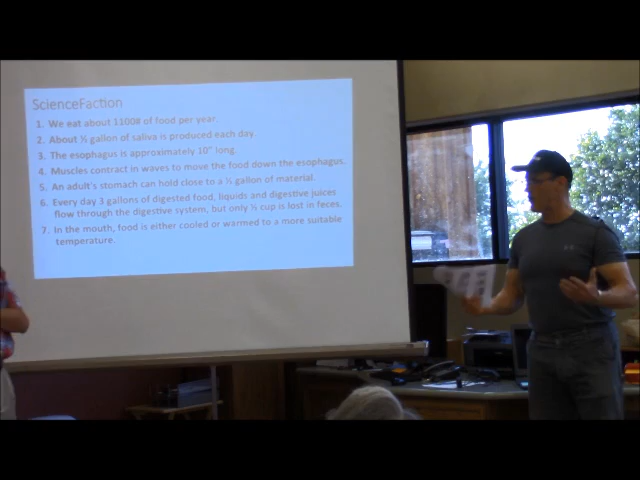 ScienceFaction
1. We eat about 1100# of food per year.
2. About ½ gallon of saliva is produced each day
3. The esophagus is approximately 10" long.
4. Muscles contract in waves to move the food down the esophagus.
5. An adult's stomach can hold close to a ½ gallon of material.
6. Every day 3 gallons of digested food, liquids and digestive juices
flow through the digestive system, but only ½ cup is lost in feces.
7. In the mouth, food is either cooled or warmed to a more suitable
temperature.